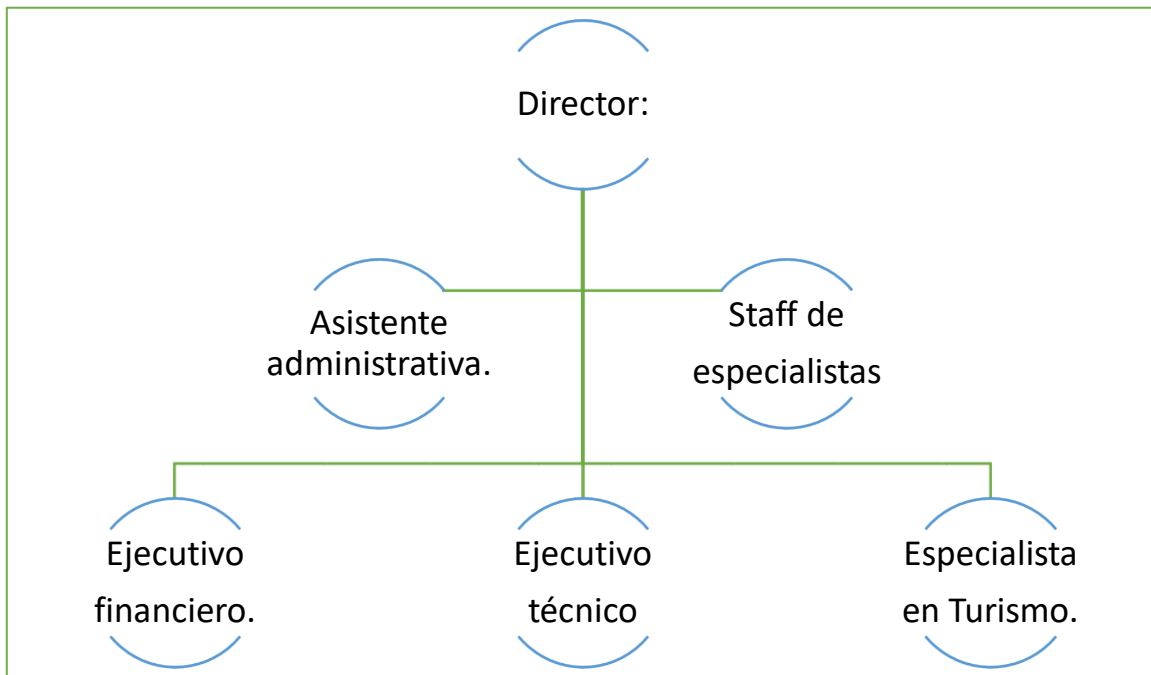 Director:
Asistente
administrativa.
Staff de
especialistas
Ejecutivo
financiero.
Ejecutivo
técnico
Especialista
en Turismo.